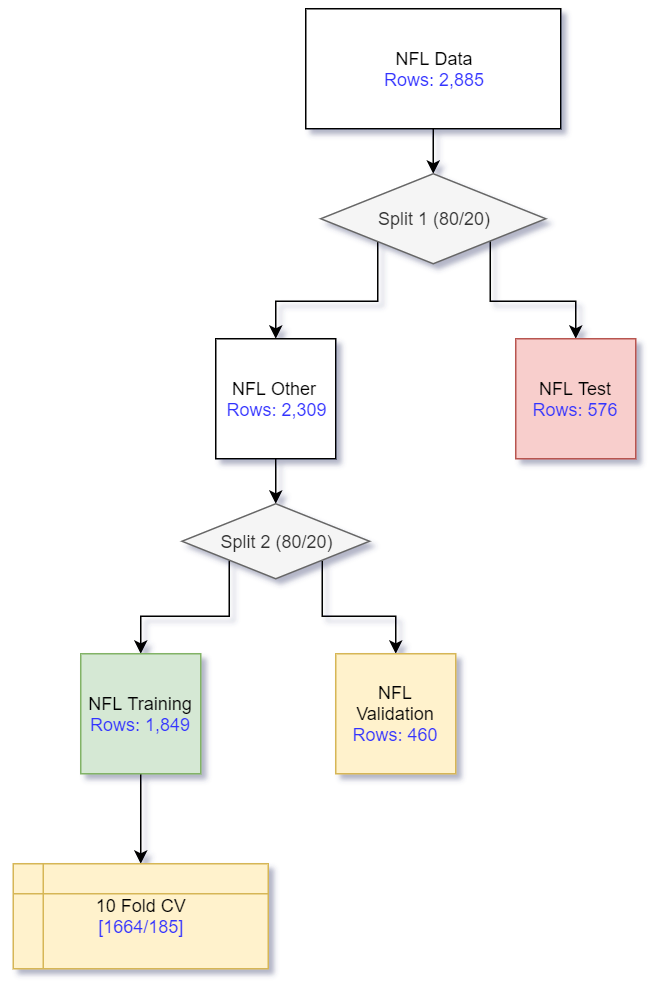 NFL Data
Rows: 2,885
Split 1 (80/20)
NFL Other
Rows: 2,309
NFL Test
Rows: 576
Split 2 (80/20)
NFL Training
Rows: 1,849
NFL
Validation
Rows: 460
10 Fold CV
[1664/185]